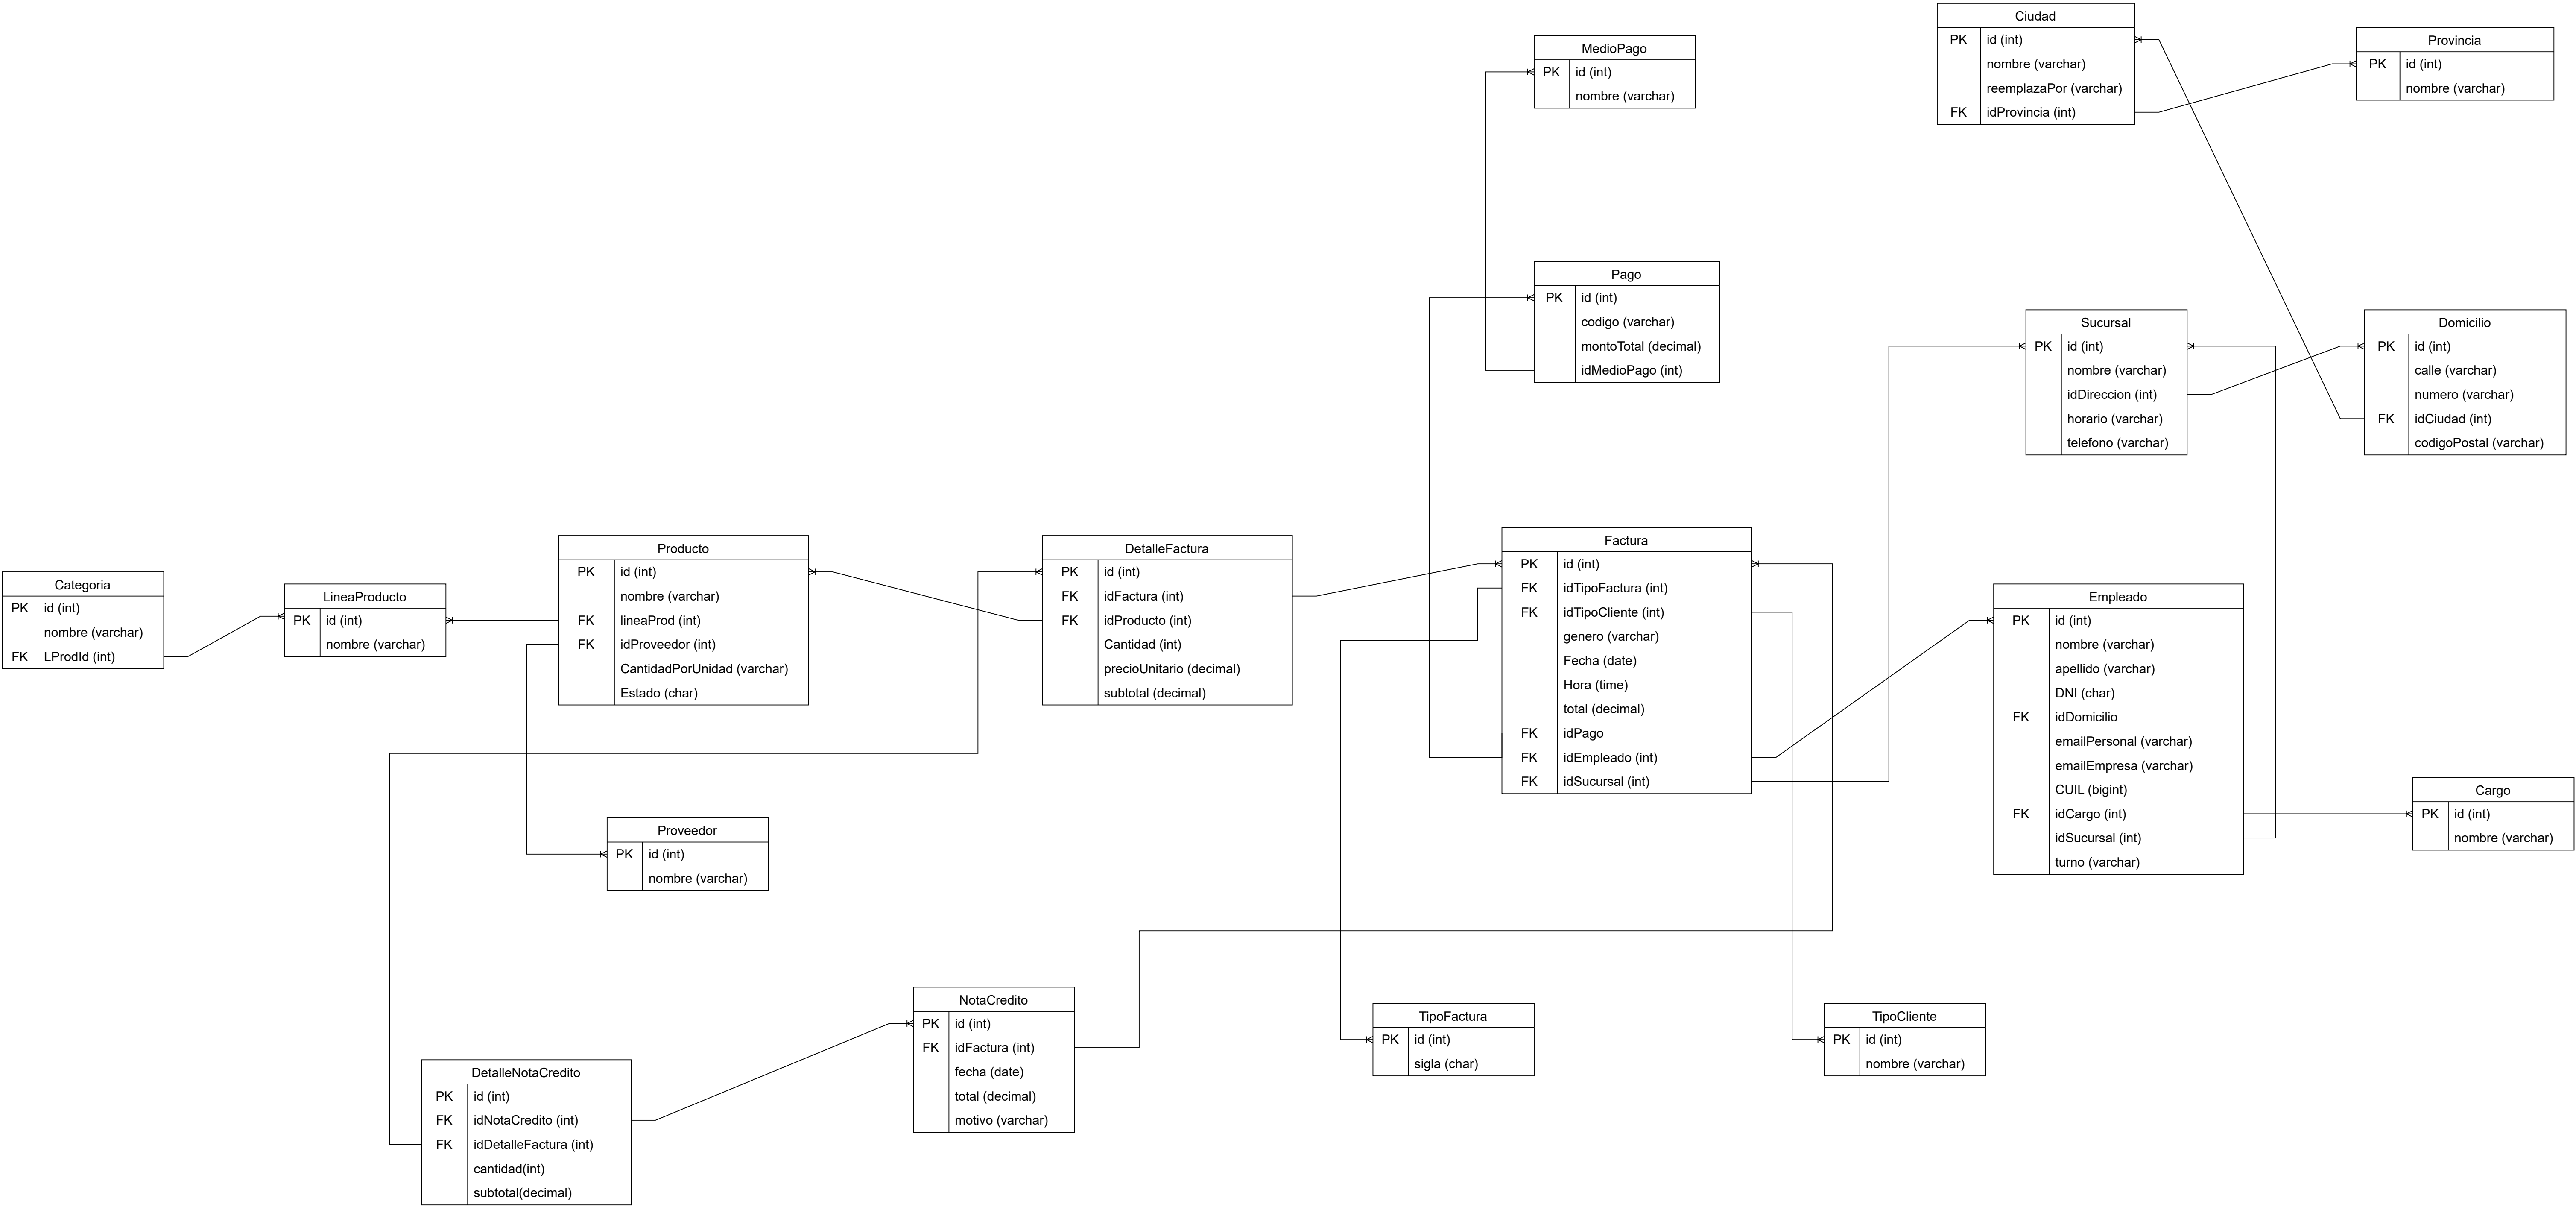 Ciudad
PK id (int)
nombre (varchar)
reemplazaPor (varchar)
FK idProvincia (int)
Provincia
PK id (int)
nombre (varchar)
MedioPago
PK id (int)
nombre (varchar)
Pago
PK id (int)
codigo (varchar)
montoTotal (decimal)
idMedioPago (int)
Sucursal
PK id (int)
nombre (varchar)
idDireccion (int)
horario (varchar)
telefono (varchar)
Domicilio
PK id (int)
calle (varchar)
numero (varchar)
FK idCiudad (int)
codigoPostal (varchar)
Categoria
PK id (int)
nombre (varchar)
FK LProdId (int)
LineaProducto
PK id (int)
nombre (varchar)
Producto
PK id (int)
nombre (varchar)
FK lineaProd (int)
FK idProveedor (int)
CantidadPorUnidad (varchar)
Estado (char)
DetalleFactura
PK id (int)
FK idFactura (int)
FK idProducto (int)
Cantidad (int)
precioUnitario (decimal)
subtotal (decimal)
Factura
PK id (int)
FK idTipoFactura (int)
FK idTipoCliente (int)
genero (varchar)
Fecha (date)
Hora (time)
total (decimal)
FK idPago
FK idEmpleado (int)
FK idSucursal (int)
Empleado
PK id (int)
nombre (varchar)
apellido (varchar)
DNI (char)
FK idDomicilio
emailPersonal (varchar)
emailEmpresa (varchar)
CUIL (bigint)
FK idCargo (int)
idSucursal (int)
turno (varchar)
Cargo
PK id (int)
nombre (varchar)
Proveedor
PK id (int)
nombre (varchar)
NotaCredito
PK id (int)
FK idFactura (int)
fecha (date)
total (decimal)
motivo (varchar)
TipoFactura
PK id (int)
sigla (char)
TipoCliente
PK id (int)
nombre (varchar)
DetalleNotaCredito
PK id (int)
FK idNotaCredito (int)
FK idDetalleFactura (int)
cantidad(int)
subtotal(decimal)